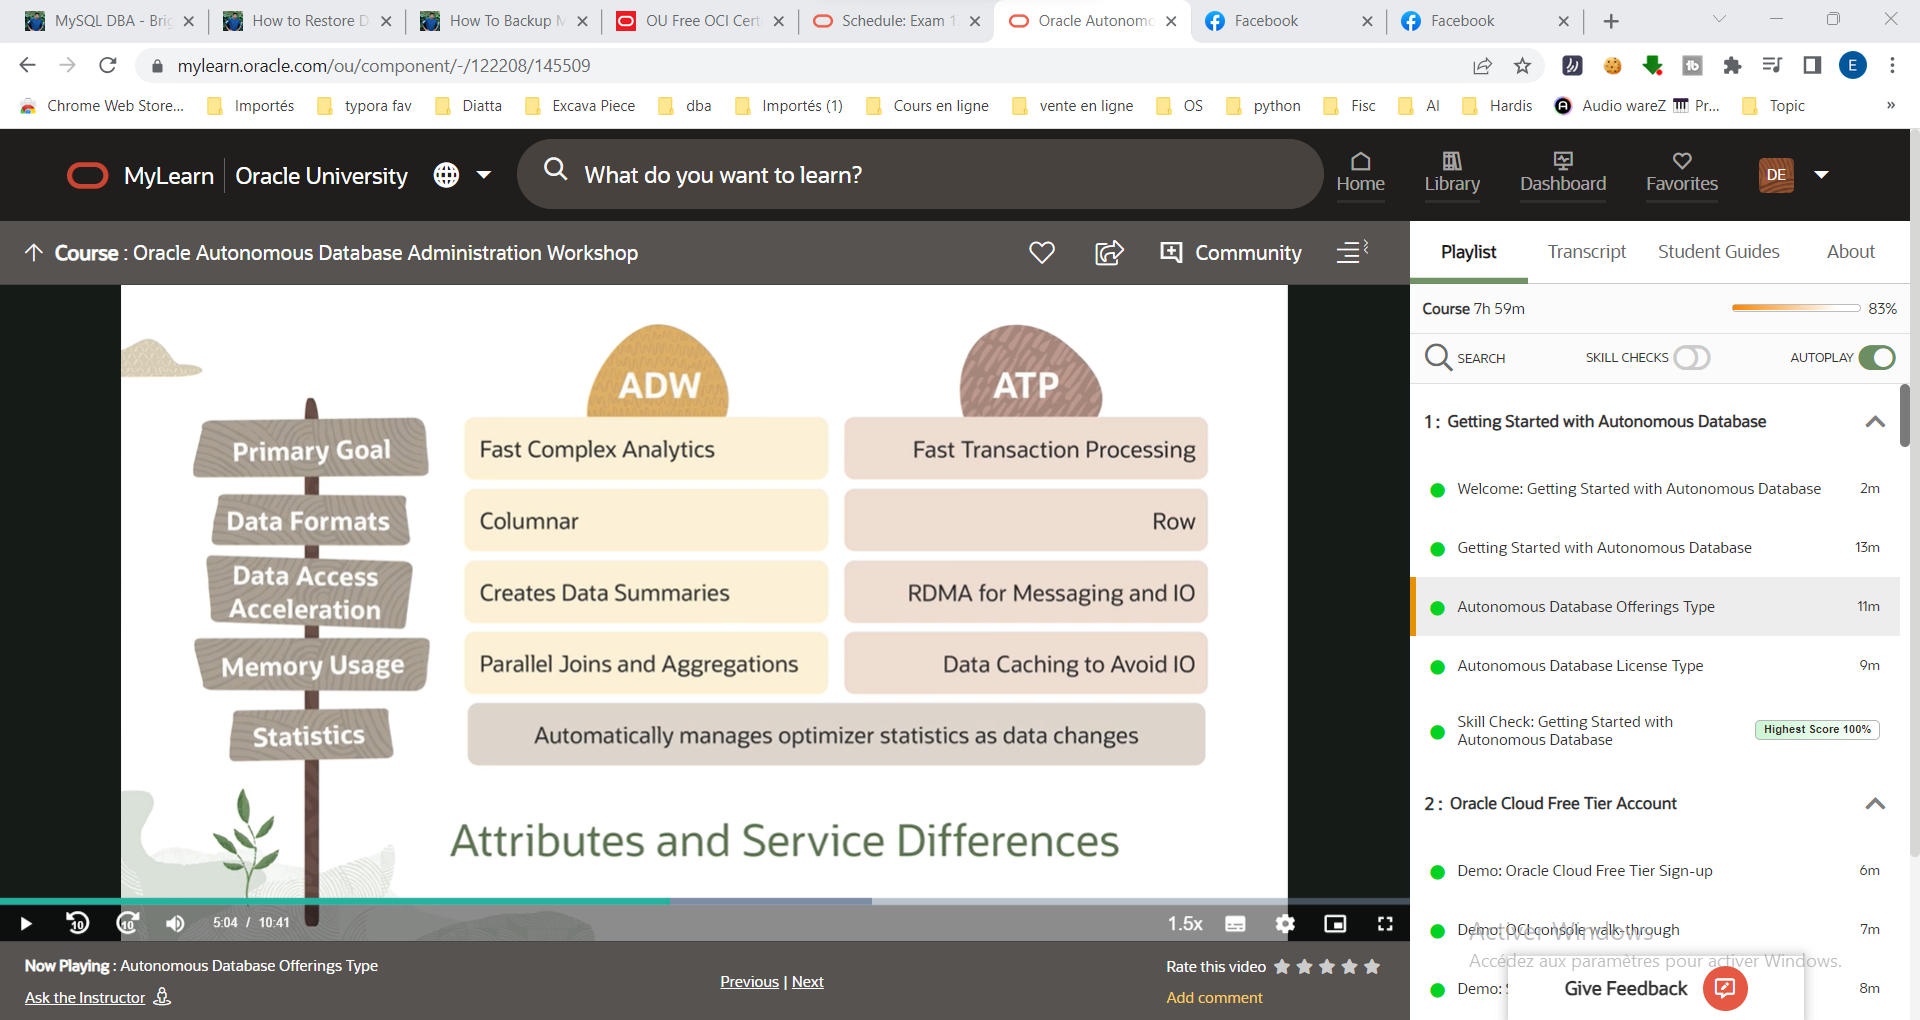 MySQL DBA - Brig
How to Restore D
How To Backup M
OU Free OCI Cert
Schedule: Exam 1
Oracle Autonomo
Facebook
Facebook
mylearn.oracle.com/ou/component/-/122208/145509
E
Chrome Web Store...
Importés
typora fav
Diatta
Excava Piece
dba
Importés (1)
Cours en ligne
vente en ligne
OS
python
Fisc
AI
Hardis
Audio wareZ
Pr...
Topic
»
MyLearn
Oracle University
What do you want to learn?
Home
Library
Dashboard
Favorites
DE
Course : Oracle Autonomous Database Administration Workshop
Community
Playlist
Transcript
Student Guides
About
Course 7h 59m
83%
SEARCH
SKILL CHECKS
AUTOPLAY
ADW
ATP
Primary Goal
Fast Complex Analytics
Fast Transaction Processing
Data Formats
Columnar
Row
Data Access
Acceleration
Creates Data Summaries
RDMA for Messaging and IO
Memory Usage
Parallel Joins and Aggregations
Data Caching to Avoid IO
Statistics
Automatically manages optimizer statistics as data changes
Attributes and Service Differences
10
10
5:04 / 10:41
1.5x
Now Playing : Autonomous Database Offerings Type
Ask the Instructor
Previous | Next
Rate this video
Add comment
1 : Getting Started with Autonomous Database
Welcome: Getting Started with Autonomous Database
2m
Getting Started with Autonomous Database
13m
Autonomous Database Offerings Type
11m
Autonomous Database License Type
9m
Skill Check: Getting Started with
Autonomous Database
Highest Score 100%
2 : Oracle Cloud Free Tier Account
Demo: Oracle Cloud Free Tier Sign-up
6m
Demo: OCI console walk-through
7m
Activer Windows
Accédez aux paramètres pour activer Windows.
Demo: S
8m
Give Feedback